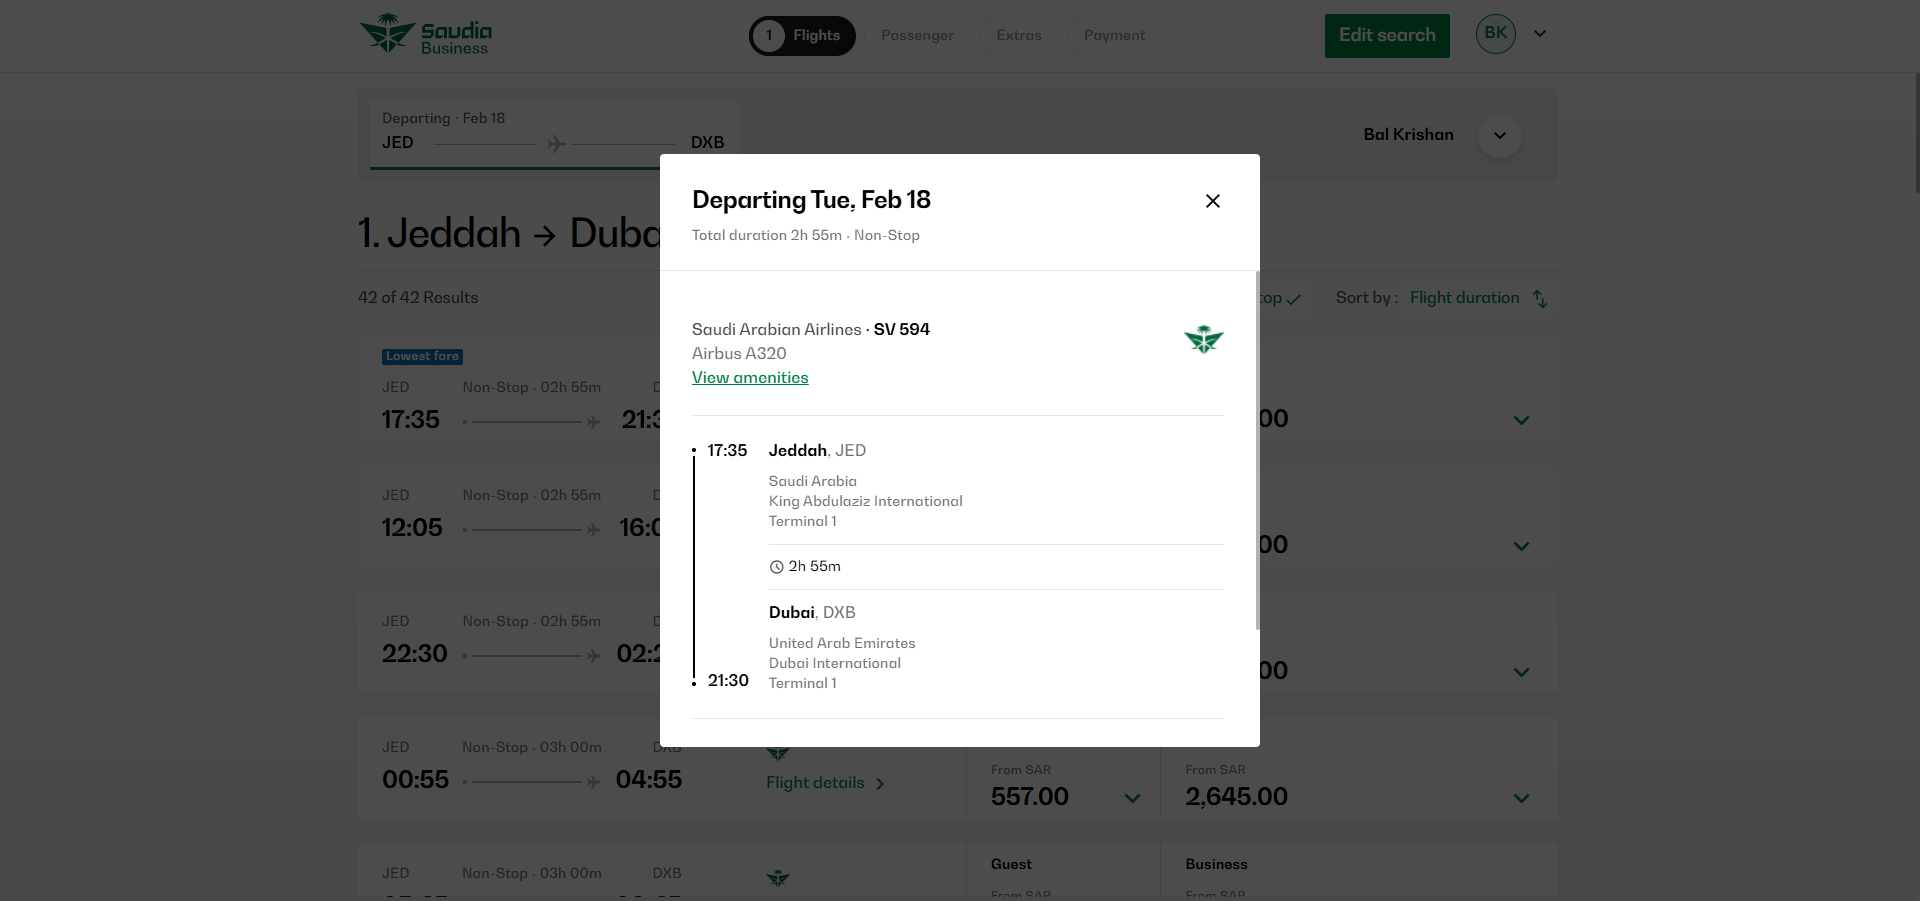 Saudia
Business
1 Flights
Passenger
Extras
Payment
Edit search
BK
Departing · Feb 18
JED DXB
Bal Krishan
1. Jeddah → Duba
42 of 42 Results
Sort by : Flight duration
Departing Tue, Feb 18
Total duration 2h 55m · Non-Stop
Saudi Arabian Airlines · SV 594
Airbus A320
View amenities
17:35 Jeddah, JED
Saudi Arabia
King Abdulaziz International
Terminal 1
2h 55m
Dubai, DXB
United Arab Emirates
Dubai International
21:30 Terminal 1
Lowest fare
JED Non-Stop · 02h 55m
17:35 21:3 00
JED Non-Stop · 02h 55m
12:05 16:0 00
JED Non-Stop · 02h 55m
22:30 02:2 00
JED Non-Stop · 03h 00m DXB
00:55 04:55
Flight details
From SAR
557.00
From SAR
2,645.00
JED Non-Stop · 03h 00m DXB
Guest
From SAR
Business
From SAR